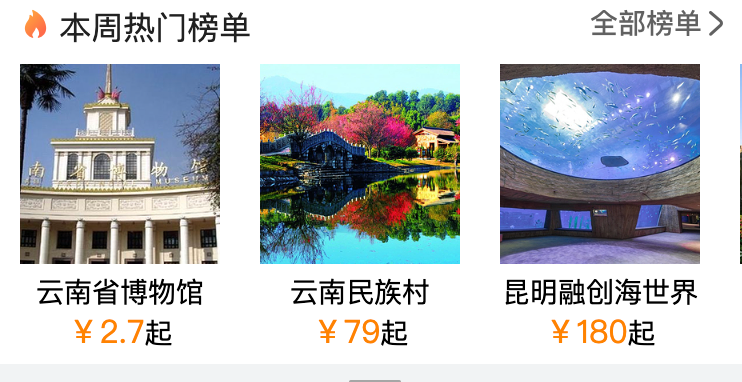 本周热门榜单
全部榜单
南省博物馆
MUSEUM
云南省博物馆
云南民族村
昆明融创海世界
￥2.7起
￥79起
￥180起